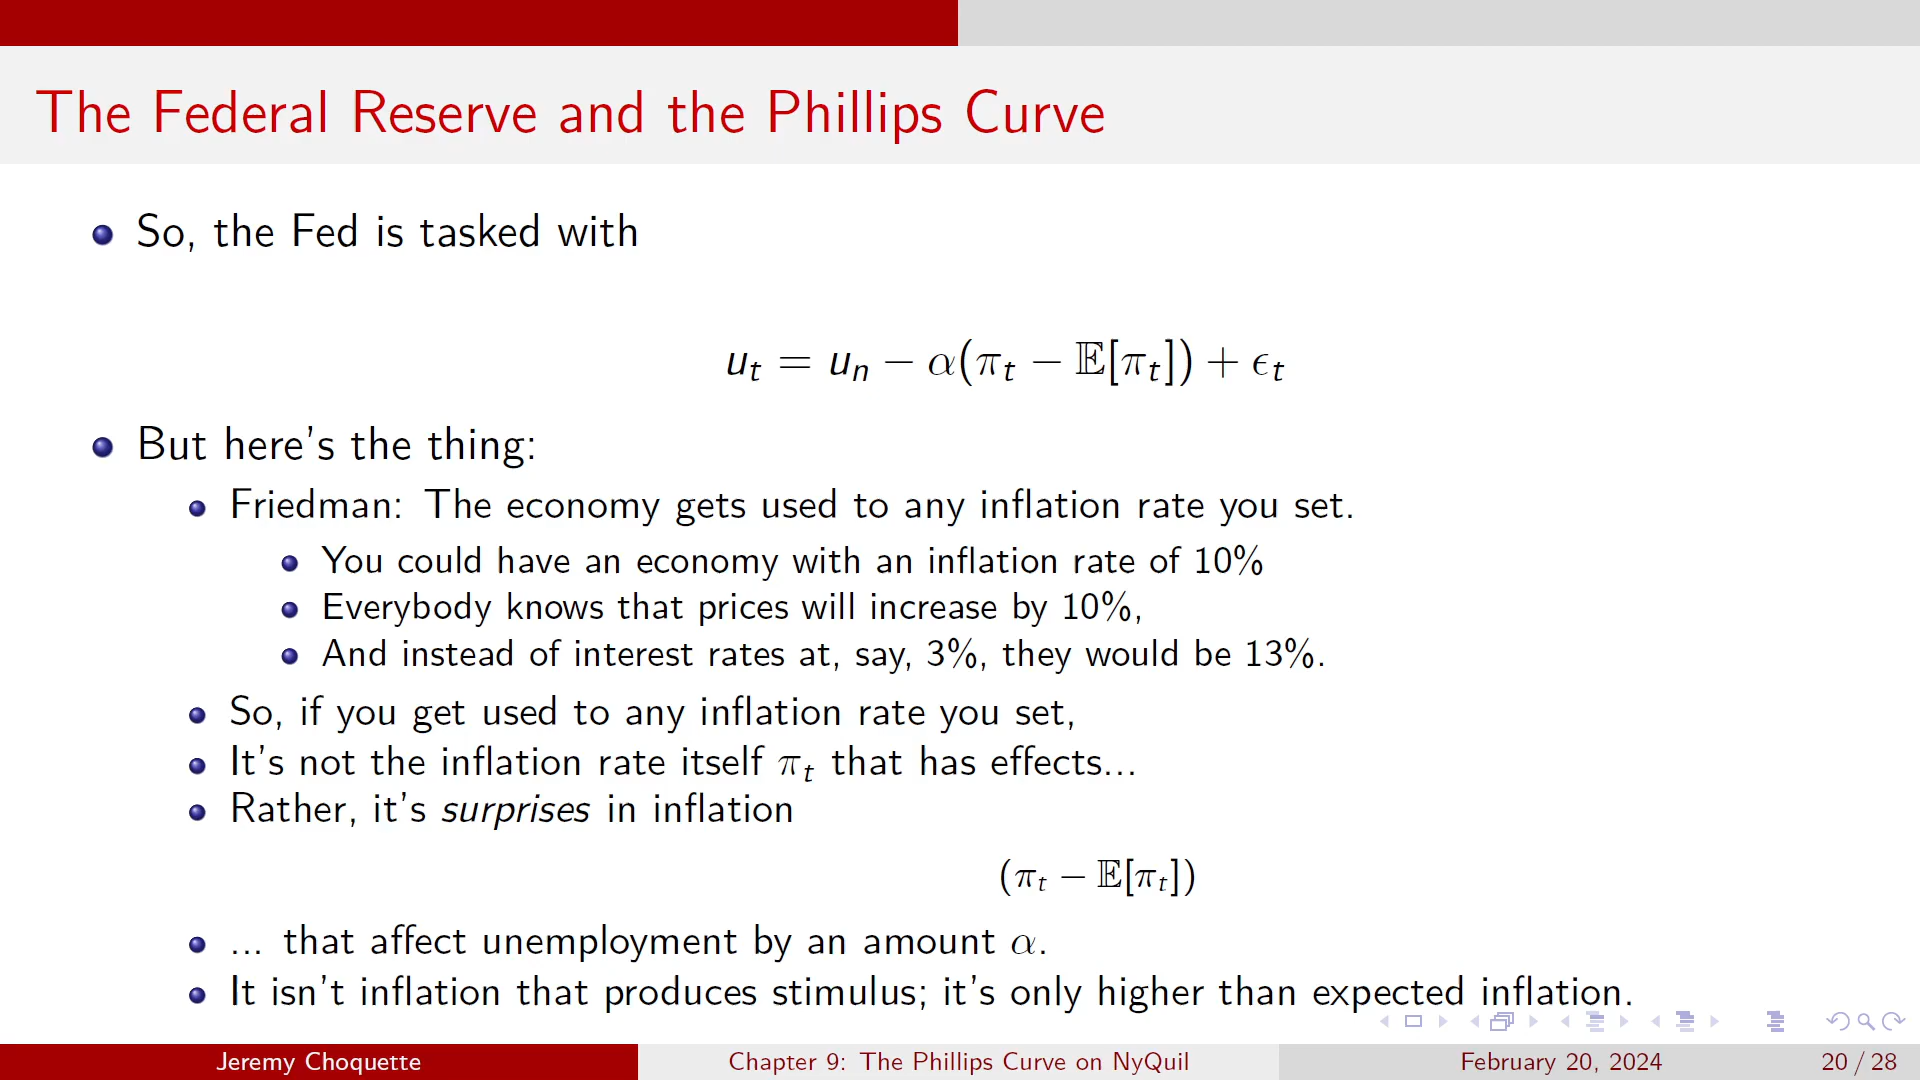 The Federal Reserve and the Phillips Curve
So, the Fed is tasked with
u_t = u_n − α(π_t − 𝔼[π_t]) + ϵ_t
But here's the thing:
Friedman: The economy gets used to any inflation rate you set.
You could have an economy with an inflation rate of 10%
Everybody knows that prices will increase by 10%,
And instead of interest rates at, say, 3%, they would be 13%.
So, if you get used to any inflation rate you set,
It's not the inflation rate itself π_t that has effects...
Rather, it's surprises in inflation
(π_t − 𝔼[π_t])
... that affect unemployment by an amount α.
It isn't inflation that produces stimulus; it's only higher than expected inflation.
Jeremy Choquette
Chapter 9: The Phillips Curve on NyQuil
February 20, 2024
20 / 28